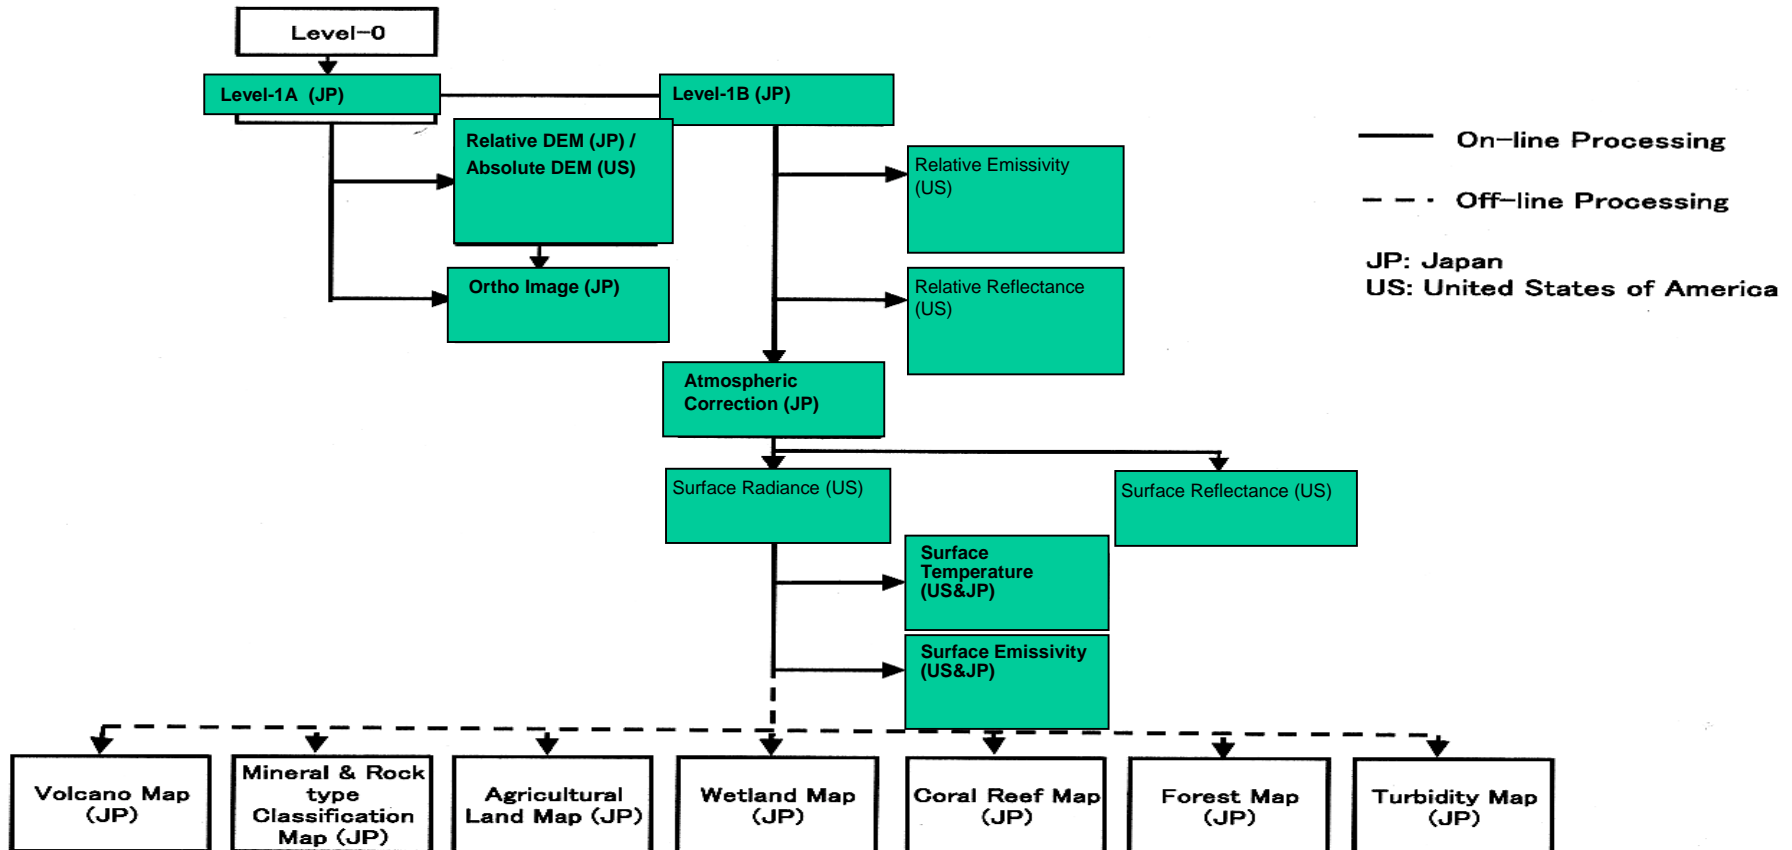 Level-0
Level-1A (JP)
Level-1B (JP)
Relative DEM (JP) /
Absolute DEM (US)
Relative Emissivity
(US)
On-line Processing
Off-line Processing
JP: Japan
US: United States of America
Ortho Image (JP)
Relative Reflectance
(US)
Atmospheric
Correction (JP)
Surface Radiance (US)
Surface Reflectance (US)
Surface
Temperature
(US&JP)
Surface Emissivity
(US&JP)
Volcano Map
(JP)
Mineral & Rock
type
Classification
Map (JP)
Agricultural
Land Map (JP)
Wetland Map
(JP)
Coral Reef Map
(JP)
Forest Map
(JP)
Turbidity Map
(JP)